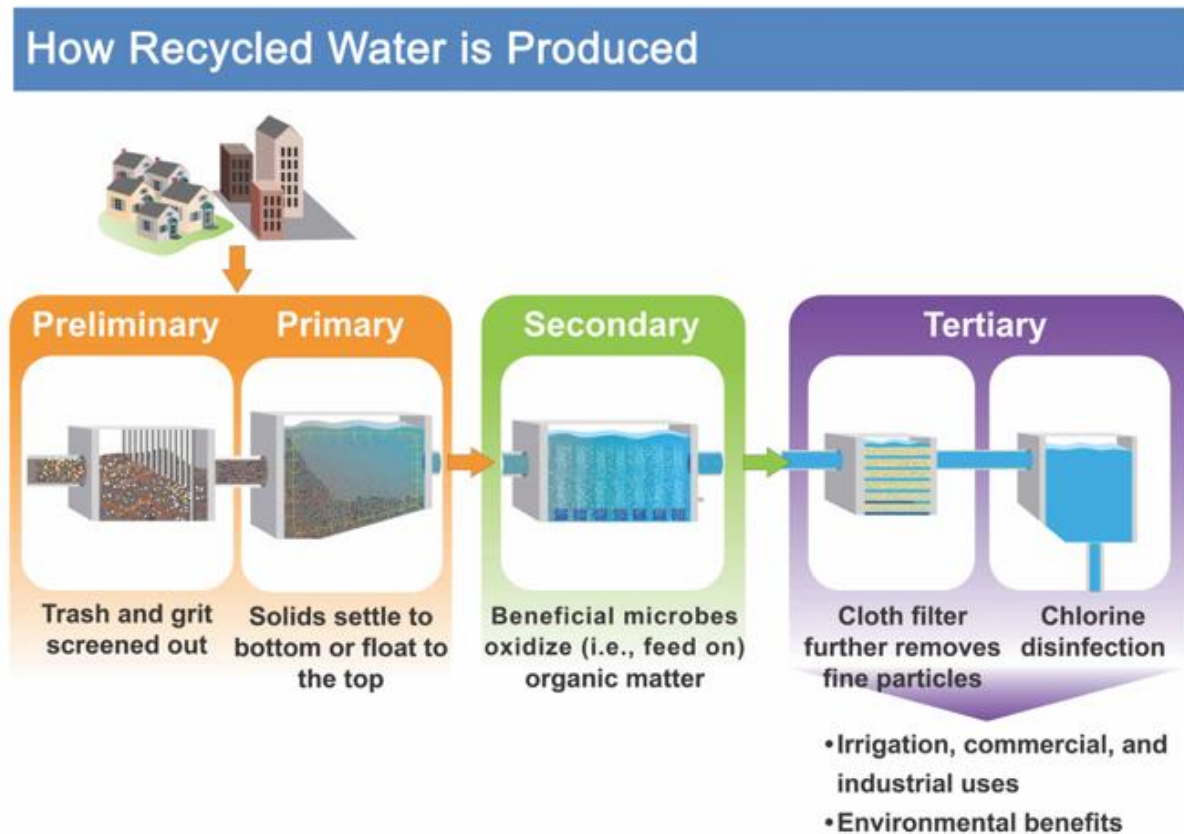 How Recycled Water is Produced
Preliminary
Primary
Secondary
Tertiary
Trash and grit
screened out
Solids settle to
bottom or float to
the top
Beneficial microbes
oxidize (i.e., feed on)
organic matter
Cloth filter
further removes
fine particles
Chlorine
disinfection
•Irrigation, commercial, and
industrial uses
•Environmental benefits